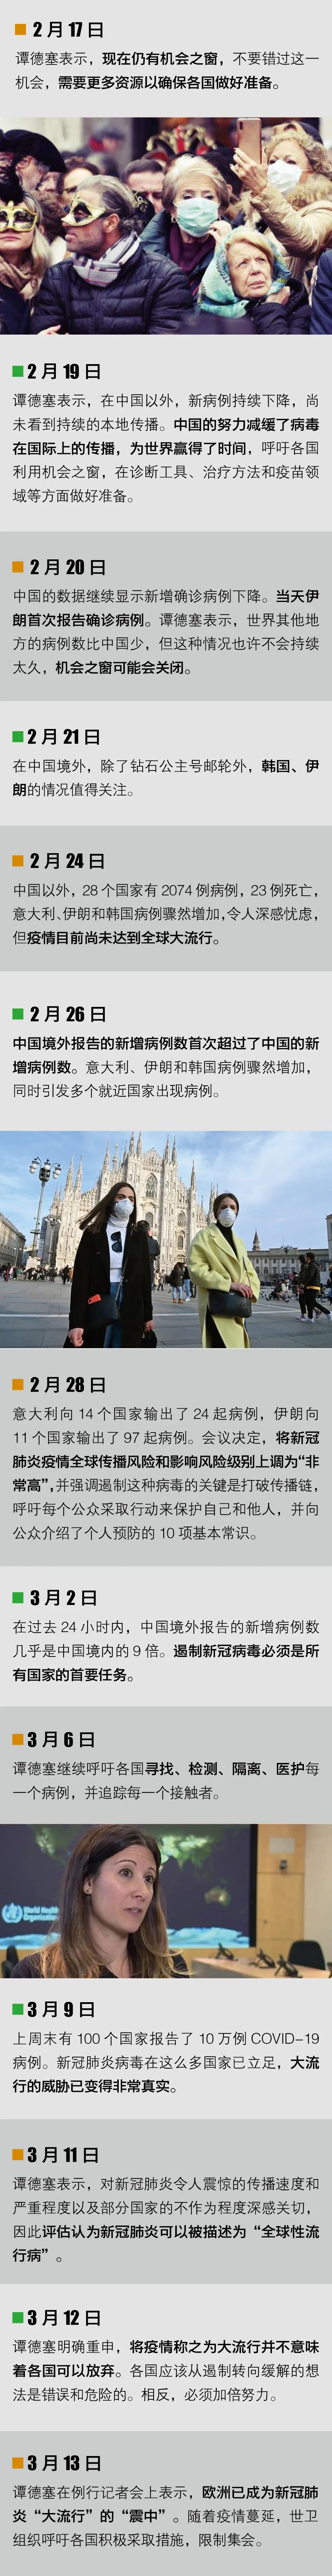 2 月 17 日
谭德塞表示，现在仍有机会之窗，不要错过这一
机会，需要更多资源以确保各国做好准备。
2 月 19 日
谭德塞表示，在中国以外，新病例持续下降，尚
未看到持续的本地传播。中国的努力减缓了病毒
在国际上的传播，为世界赢得了时间，呼吁各国
利用机会之窗，在诊断工具、治疗方法和疫苗领
域等方面做好准备。
2 月 20 日
中国的数据继续显示新增确诊病例下降。当天伊
朗首次报告确诊病例。谭德塞表示，世界其他地
方的病例数比中国少，但这种情况也许不会持续
太久，机会之窗可能会关闭。
2 月 21 日
在中国境外，除了钻石公主号邮轮外，韩国、伊
朗的情况值得关注。
2 月 24 日
中国以外，28 个国家有 2074 例病例，23 例死亡，
意大利、伊朗和韩国病例骤然增加，令人深感忧虑，
但疫情目前尚未达到全球大流行。
2 月 26 日
中国境外报告的新增病例数首次超过了中国的新
增病例数。意大利、伊朗和韩国病例骤然增加，
同时引发多个就近国家出现病例。
2 月 28 日
意大利向 14 个国家输出了 24 起病例，伊朗向
11 个国家输出了 97 起病例。会议决定，将新冠
肺炎疫情全球传播风险和影响风险级别上调为“非
常高”，并强调遏制这种病毒的关键是打破传播链，
呼吁每个公众采取行动来保护自己和他人，并向
公众介绍了个人预防的 10 项基本常识。
3 月 2 日
在过去 24 小时内，中国境外报告的新增病例数
几乎是中国境内的 9 倍。遏制新冠病毒必须是所
有国家的首要任务。
3 月 6 日
谭德塞继续呼吁各国寻找、检测、隔离、医护每
一个病例，并追踪每一个接触者。
World Health
Organization
3 月 9 日
上周末有 100 个国家报告了 10 万例 COVID-19
病例。新冠肺炎病毒在这么多国家已立足，大流
行的威胁已变得非常真实。
3 月 11 日
谭德塞表示，对新冠肺炎令人震惊的传播速度和
严重程度以及部分国家的不作为程度深感关切，
因此评估认为新冠肺炎可以被描述为“全球性流
行病”。
3 月 12 日
谭德塞明确重申，将疫情称之为大流行并不意味
着各国可以放弃。各国应该从遏制转向缓解的想
法是错误和危险的。相反，必须加倍努力。
3 月 13 日
谭德塞在例行记者会上表示，欧洲已成为新冠肺
炎“大流行”的“震中”。随着疫情蔓延，世卫
组织呼吁各国积极采取措施，限制集会。